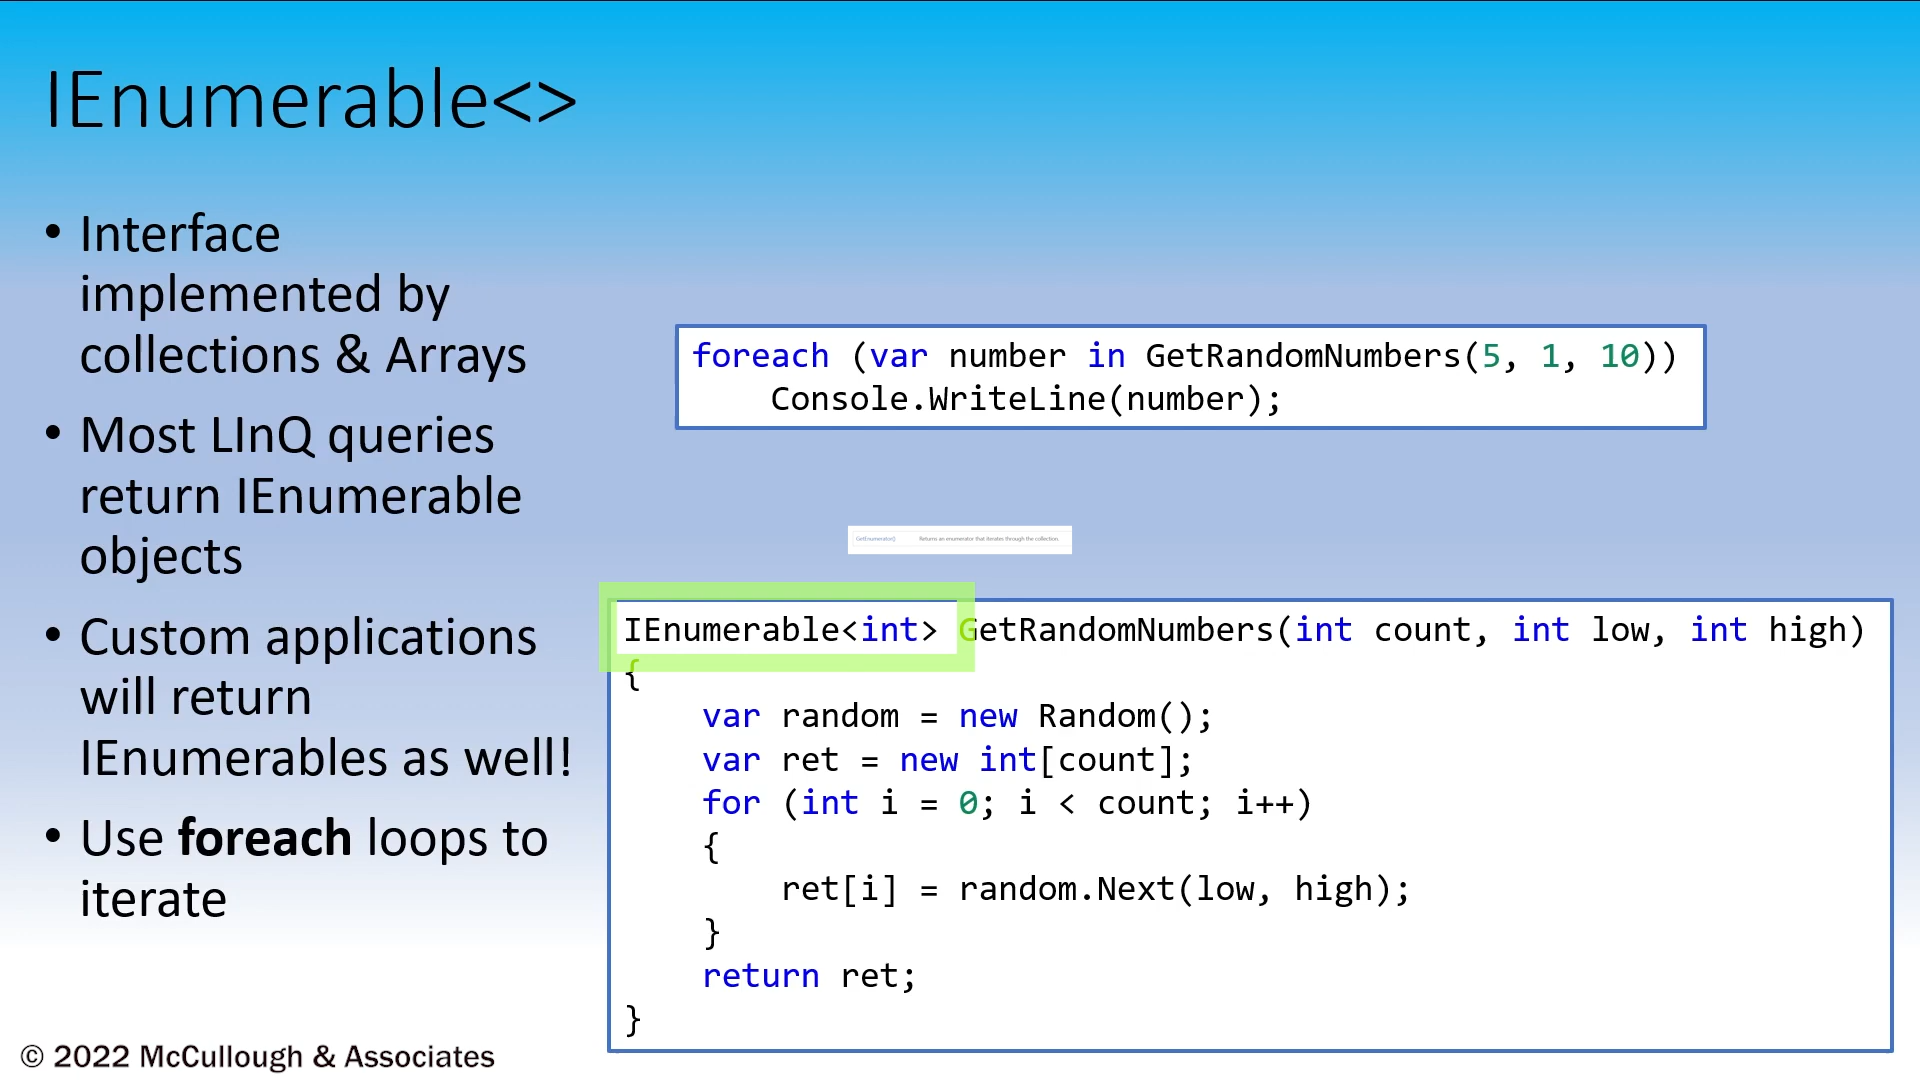 IEnumerable<>
• Interface
implemented by
collections & Arrays
• Most LInQ queries
return IEnumerable
objects
• Custom applications
will return
IEnumerables as well!
• Use foreach loops to
iterate
foreach (var number in GetRandomNumbers(5, 1, 10))
    Console.WriteLine(number);
GetEnumerator() Returns an enumerator that iterates through the collection.
IEnumerable<int> GetRandomNumbers(int count, int low, int high)
{
    var random = new Random();
    var ret = new int[count];
    for (int i = 0; i < count; i++)
    {
        ret[i] = random.Next(low, high);
    }
    return ret;
}
© 2022 McCullough & Associates